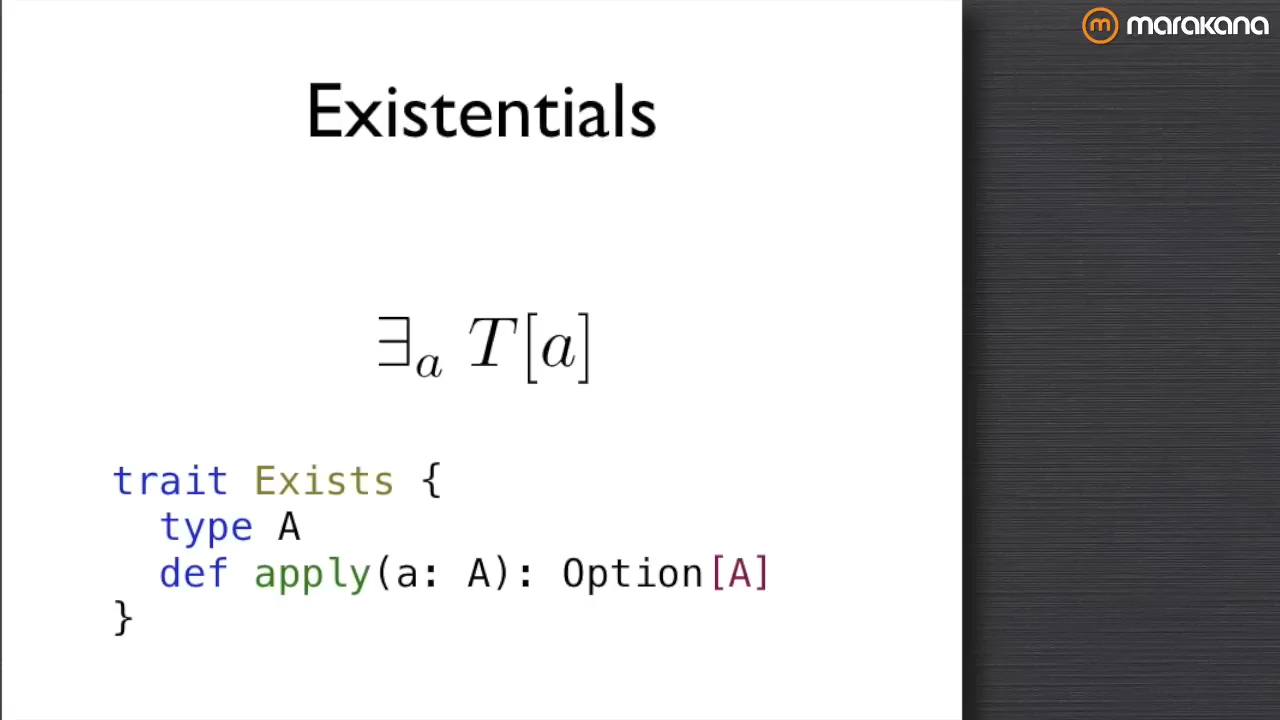 marakana
Existentials
∃a T[a]
trait Exists {
  type A
  def apply(a: A): Option[A]
}